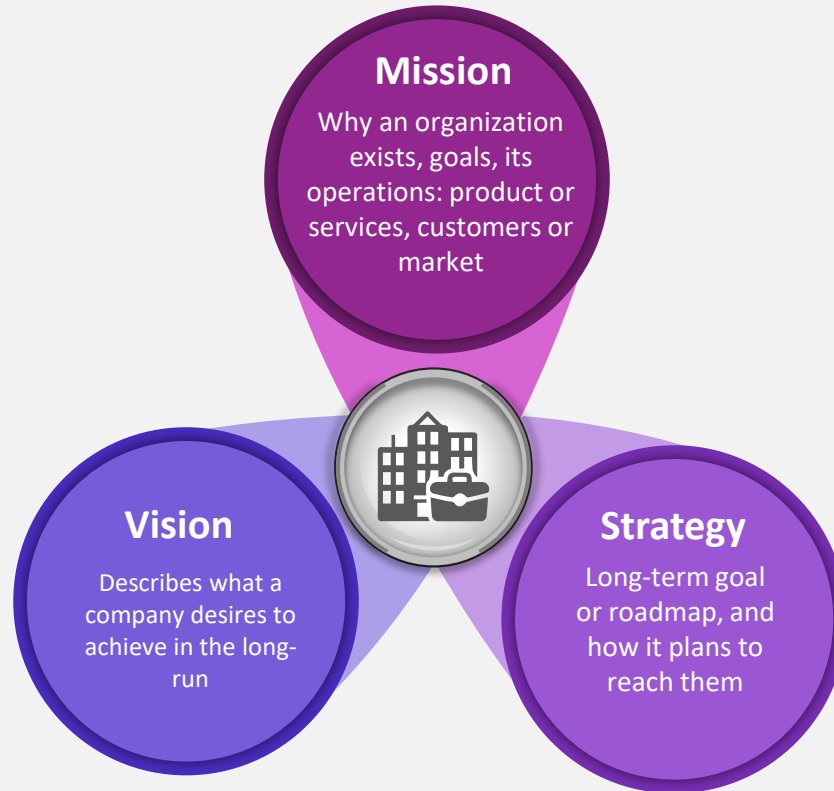 Mission
Why an organization
exists, goals, its
operations: product or
services, customers or
market
Vision
Describes what a
company desires to
achieve in the long-
run
Strategy
Long-term goal
or roadmap, and
how it plans to
reach them